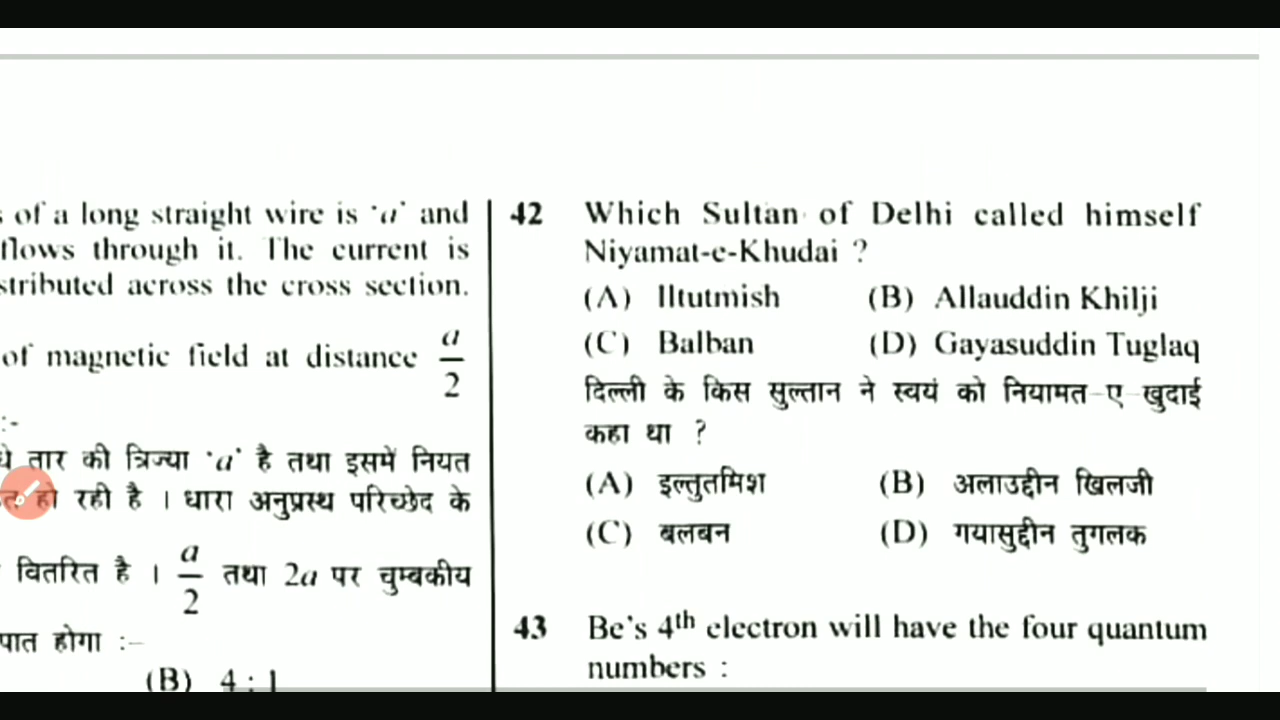 of a long straight wire is 'a' and
flows through it. The current is
stributed across the cross section.
of magnetic field at distance a/2
:-
धे तार की त्रिज्या 'a' है तथा इसमें नियत
हो रही है । धारा अनुप्रस्थ परिच्छेद के
वितरित है । a/2 तथा 2a पर चुम्बकीय
पात होगा :-
(B) 4 : 1
42 Which Sultan of Delhi called himself
Niyamat-e-Khudai ?
(A) Iltutmish (B) Allauddin Khilji
(C) Balban (D) Gayasuddin Tuglaq
दिल्ली के किस सुल्तान ने स्वयं को नियामत-ए खुदाई
कहा था ?
(A) इल्तुतमिश (B) अलाउद्दीन खिलजी
(C) बलबन (D) गयासुद्दीन तुगलक
43 Be's 4th electron will have the four quantum
numbers :